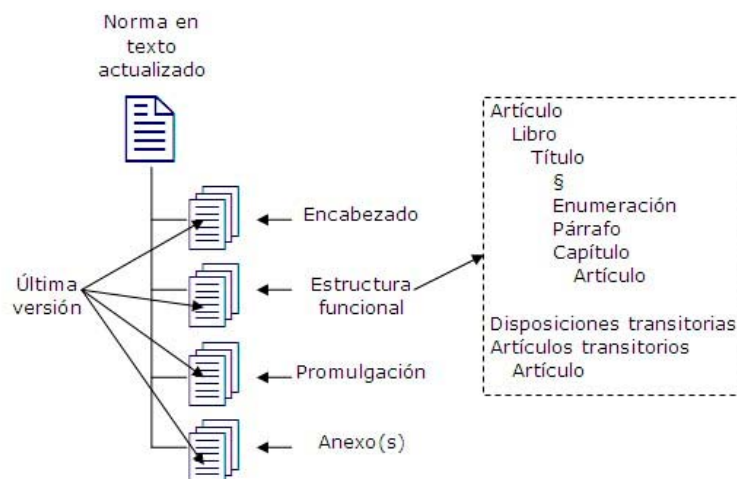 Norma en
texto
actualizado
Encabezado
Última
versión
Estructura
funcional
Promulgación
Anexo(s)
Artículo
Libro
Título
§
Enumeración
Párrafo
Capítulo
Artículo
Disposiciones transitorias
Artículos transitorios
Artículo